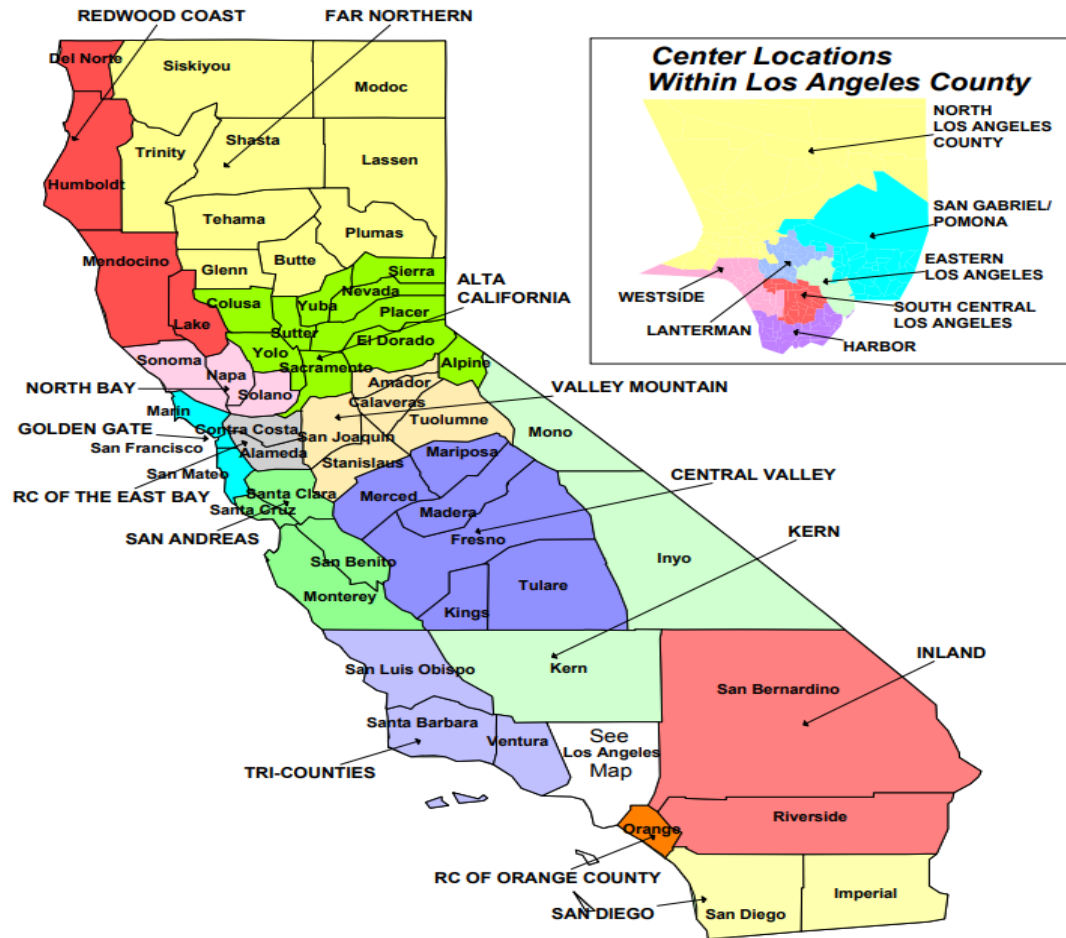 REDWOOD COAST
FAR NORTHERN
Del Norte
Siskiyou
Modoc
Trinity
Shasta
Lassen
Humboldt
Tehama
Plumas
Mendocino
Glenn
Butte
Sierra
Nevada
Colusa
Yuba
Placer
Lake
Sutter
ALTA
CALIFORNIA
El Dorado
Yolo
Sacramento
Alpine
Sonoma
Napa
Solano
Amador
NORTH BAY
Calaveras
VALLEY MOUNTAIN
Marin
Tuolumne
GOLDEN GATE
Contra Costa
San Joaquin
Mono
San Francisco
Alameda
Stanislaus
Mariposa
San Mateo
RC OF THE EAST BAY
Santa Clara
Merced
CENTRAL VALLEY
Santa Cruz
Madera
SAN ANDREAS
Fresno
KERN
San Benito
Inyo
Monterey
Kings
Tulare
INLAND
San Luis Obispo
Kern
San Bernardino
Santa Barbara
Ventura
See
Los Angeles
Map
TRI-COUNTIES
Riverside
Orange
RC OF ORANGE COUNTY
SAN DIEGO
San Diego
Imperial
Center Locations
Within Los Angeles County
NORTH
LOS ANGELES
COUNTY
SAN GABRIEL/
POMONA
EASTERN
LOS ANGELES
WESTSIDE
SOUTH CENTRAL
LOS ANGELES
LANTERMAN
HARBOR